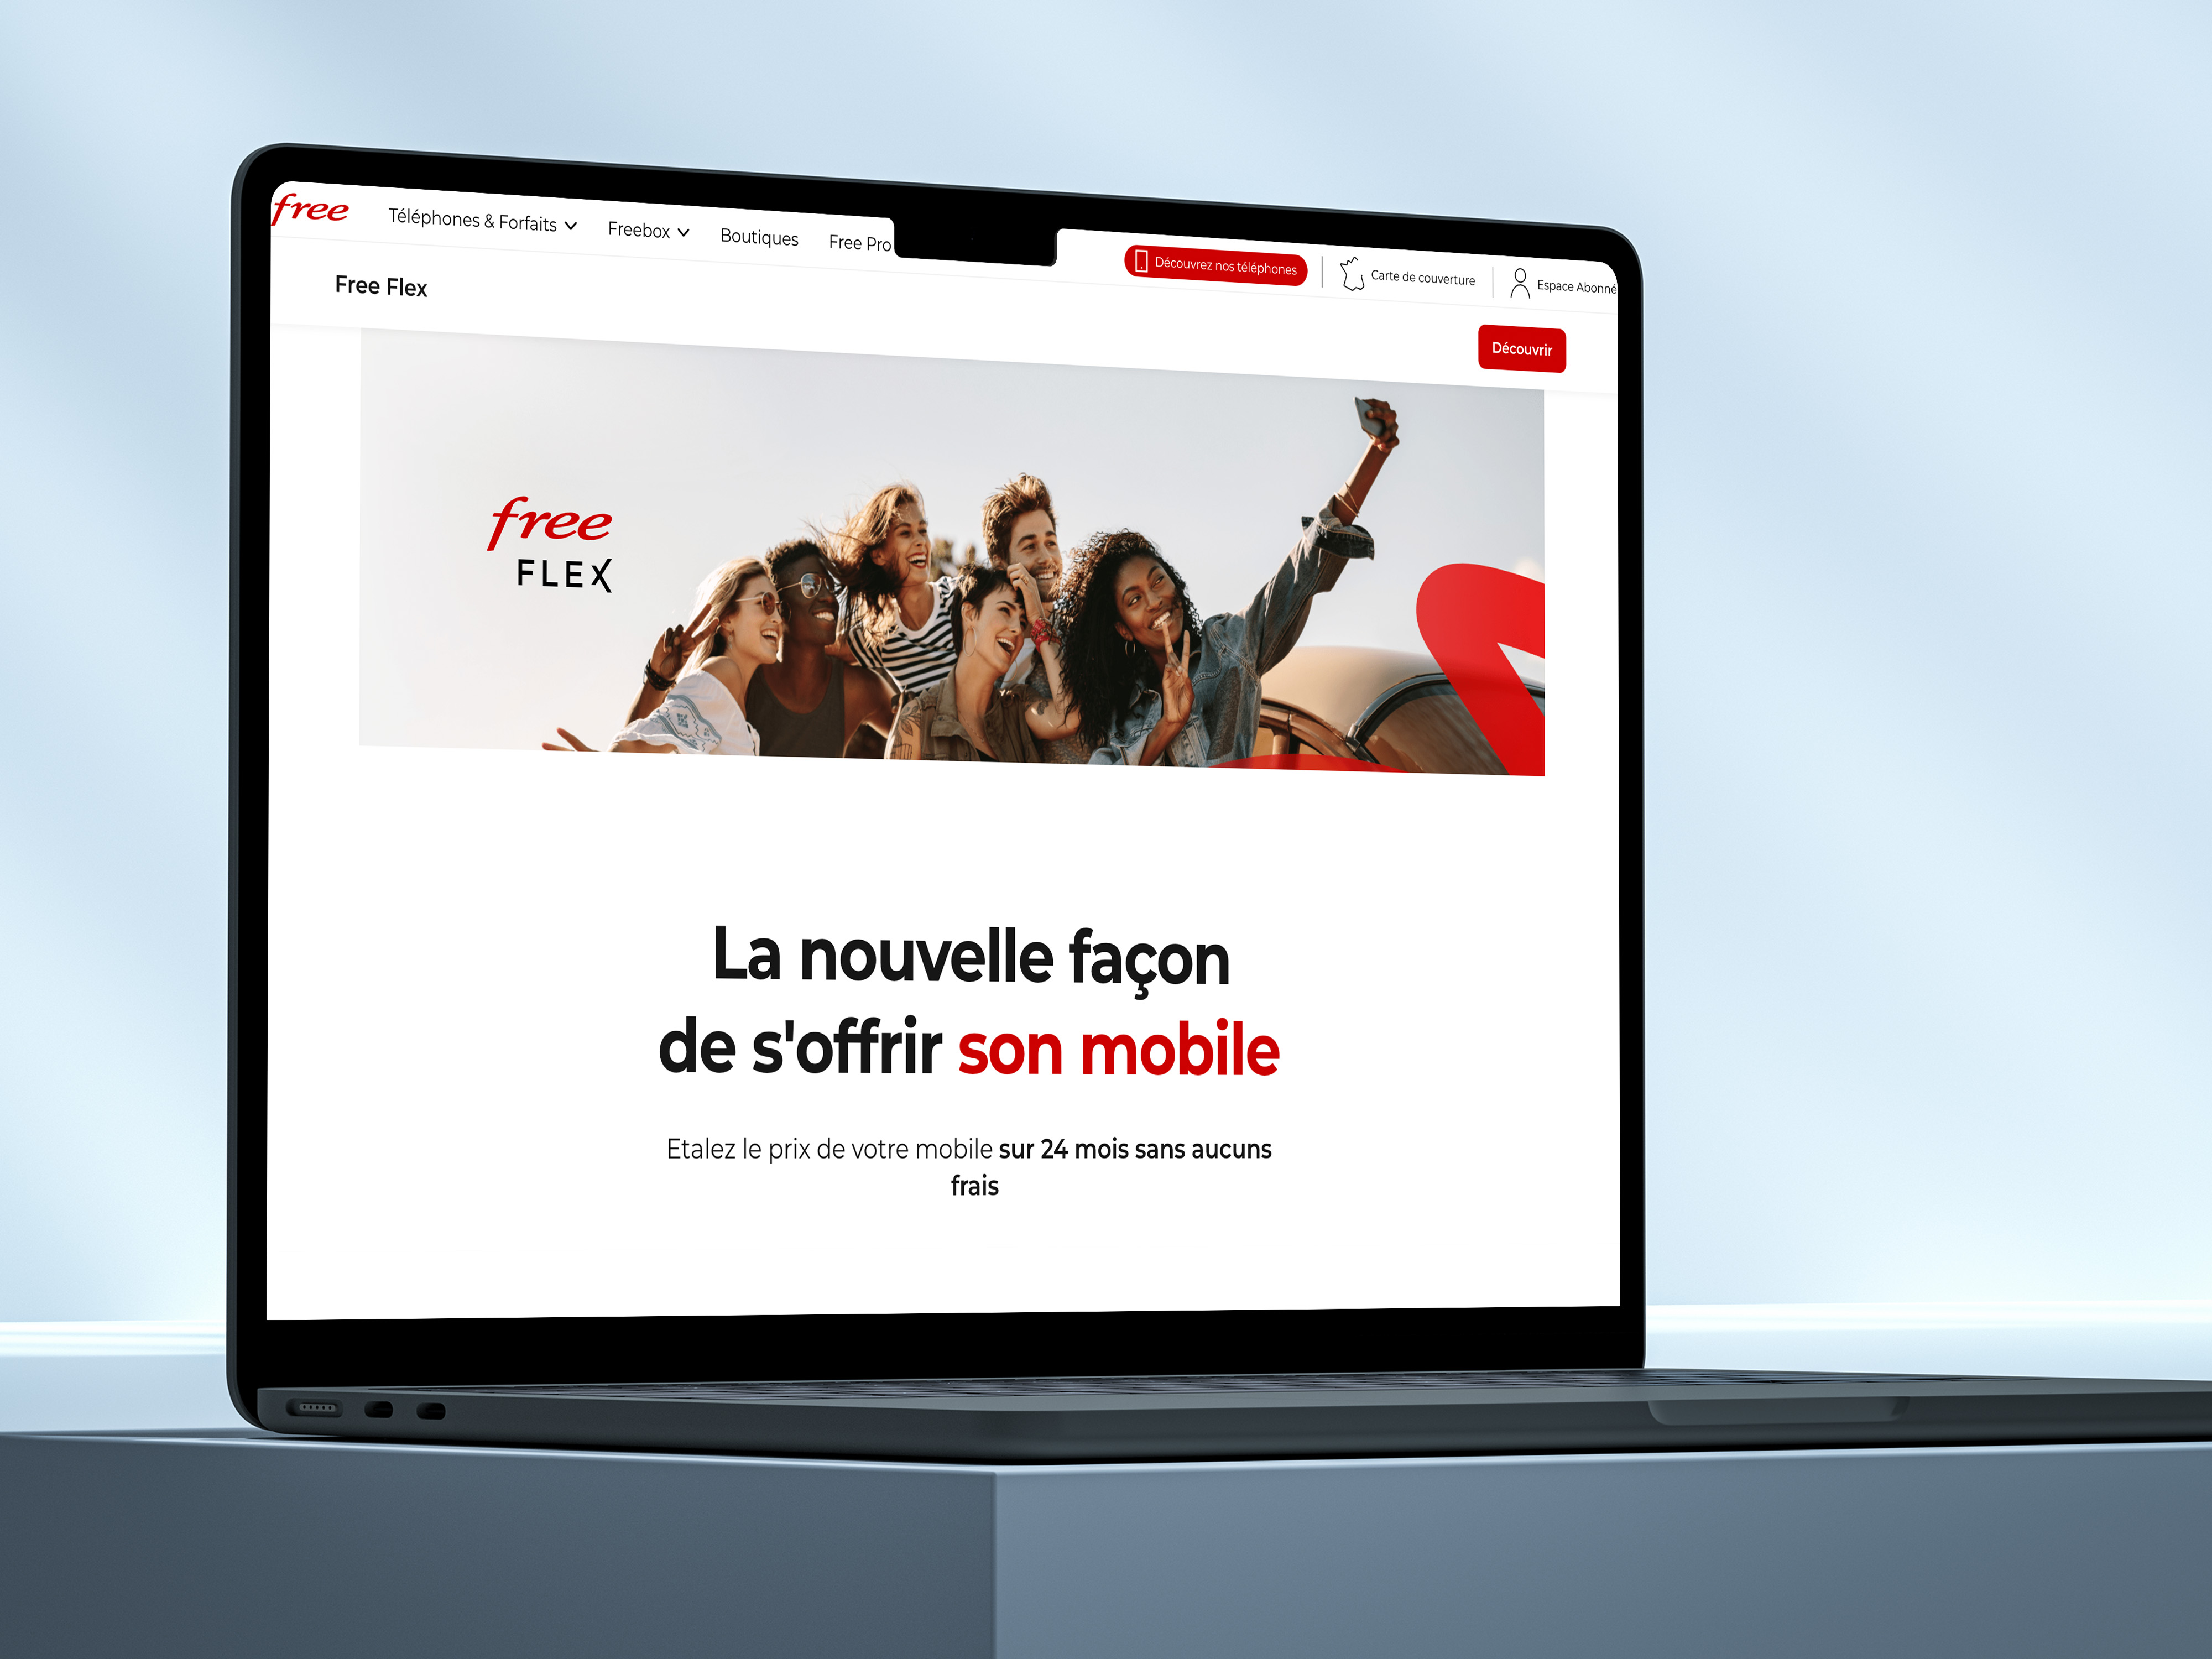 free
Téléphones & Forfaits
Freebox
Boutiques
Free Pro
Découvrez nos téléphones
Carte de couverture
Espace Abonné
Free Flex
Découvrir
free
FLEX
La nouvelle façon
de s'offrir son mobile
Etalez le prix de votre mobile sur 24 mois sans aucuns
frais